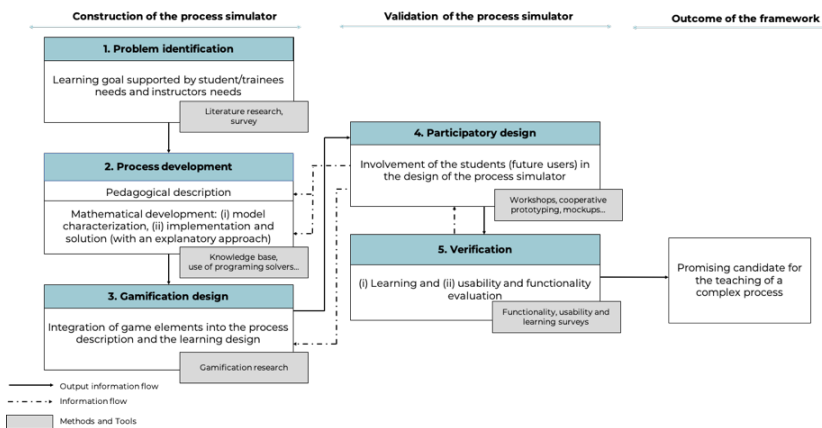 Construction of the process simulator
Validation of the process simulator
Outcome of the framework
1. Problem identification
Learning goal supported by student/trainees
needs and instructors needs
Literature research,
survey
2. Process development
Pedagogical description
Mathematical development: (i) model
characterization, (ii) implementation and
solution (with an explanatory approach)
Knowledge base,
use of programing solvers...
3. Gamification design
Integration of game elements into the process
description and the learning design
Gamification research
4. Participatory design
Involvement of the students (future users) in
the design of the process simulator
Workshops, cooperative
prototyping, mockups...
5. Verification
(i) Learning and (ii) usability and functionality
evaluation
Functionality, usability and
learning surveys
Promising candidate for
the teaching of a
complex process
Output information flow
Information flow
Methods and Tools